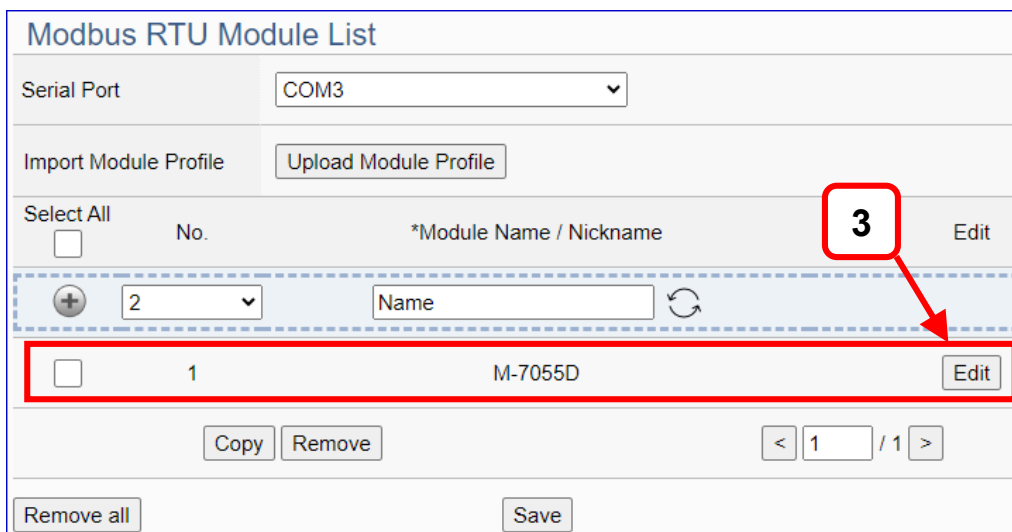 Modbus RTU Module List
Serial Port COM3
Import Module Profile Upload Module Profile
Select All No. *Module Name / Nickname 3 Edit
2 Name
1 M-7055D Edit
Copy Remove < 1 / 1 >
Remove all Save